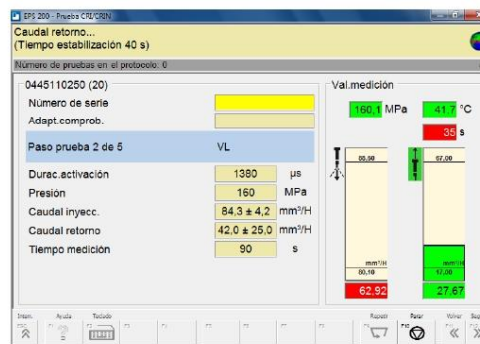 EPS 200 - Prueba CRI/CRIN
Caudal retorno...
(Tiempo estabilización 40 s)
Número de pruebas en el protocolo: 0
0445110250 (20)
Número de serie
Adapt.comprob.
Paso prueba 2 de 5 VL
Durac.activación 1380 µs
Presión 160 MPa
Caudal inyecc. 84,3 ± 4,2 mm³/H
Caudal retorno 42,0 ± 25,0 mm³/H
Tiempo medición 90 s
Val.medición
160,1 MPa 41,7 °C
35 s
67,00
mm³/H mm³/H
80,10 17,00
62,92 27,67
Ayuda Teclado Repetir Parar Volver